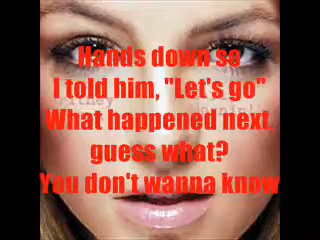 Hands down so
I told him, "Let's go"
What happened next,
guess what?
You don't wanna know